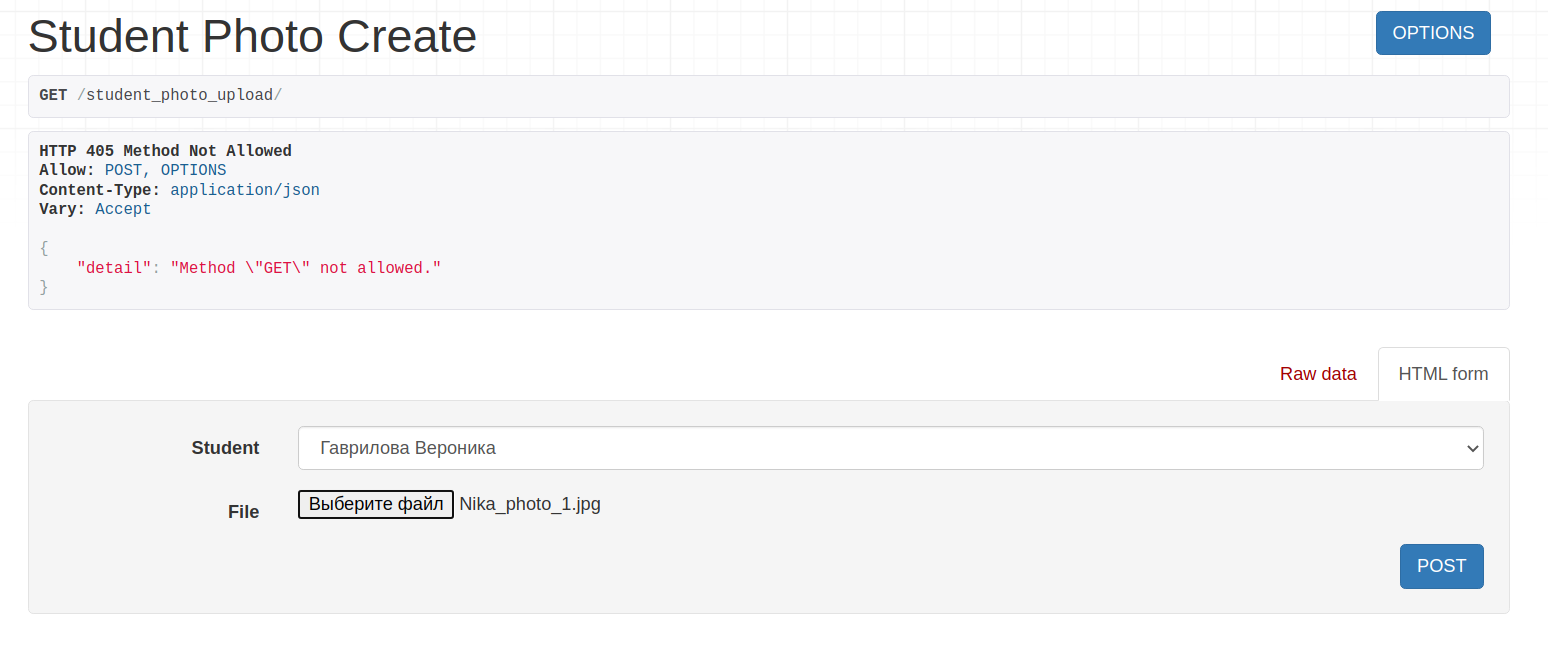 Student Photo Create
OPTIONS
GET /student_photo_upload/
HTTP 405 Method Not Allowed
Allow: POST, OPTIONS
Content-Type: application/json
Vary: Accept
{
    "detail": "Method \"GET\" not allowed."
}
Raw data
HTML form
Student
Гаврилова Вероника
File
Выберите файл Nika_photo_1.jpg
POST